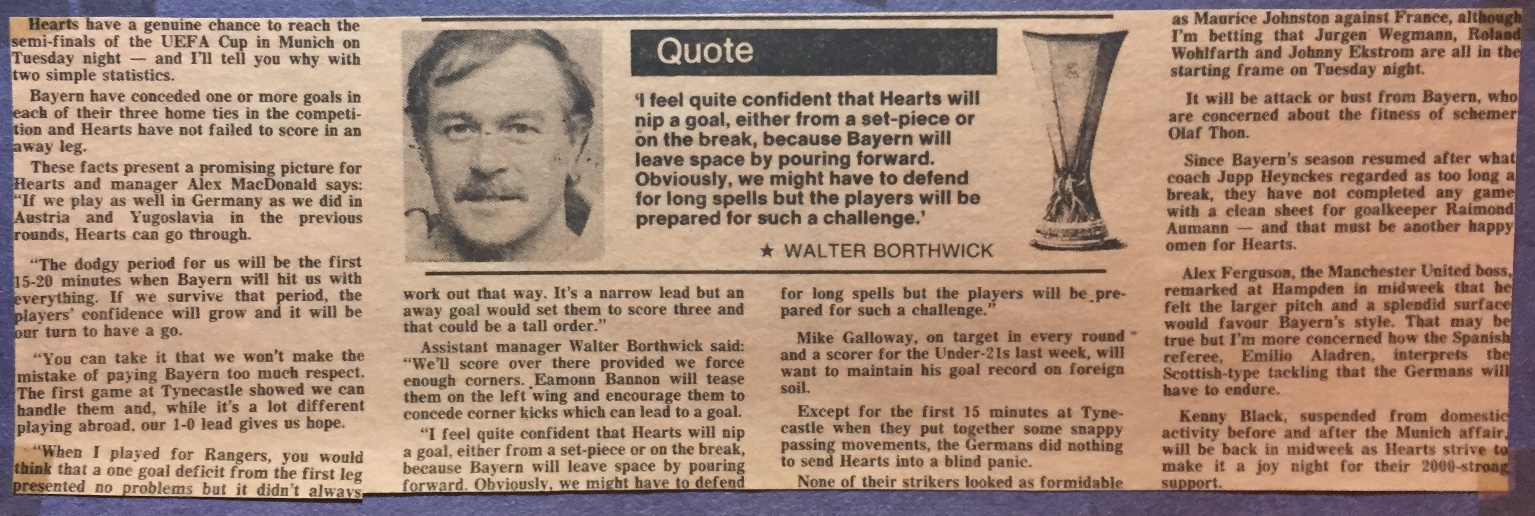 Hearts have a genuine chance to reach the
semi-finals of the UEFA Cup in Munich on
Tuesday night — and I'll tell you why with
two simple statistics.
Bayern have conceded one or more goals in
each of their three home ties in the competi-
tion and Hearts have not failed to score in an
away leg.
These facts present a promising picture for
Hearts and manager Alex MacDonald says:
"If we play as well in Germany as we did in
Austria and Yugoslavia in the previous
rounds, Hearts can go through.
"The dodgy period for us will be the first
15-20 minutes when Bayern will hit us with
everything. If we survive that period, the
players' confidence will grow and it will be
our turn to have a go.
"You can take it that we won't make the
mistake of paying Bayern too much respect.
The first game at Tynecastle showed we can
handle them and, while it's a lot different
playing abroad, our 1-0 lead gives us hope.
"When I played for Rangers, you would
think that a one goal deficit from the first leg
presented no problems but it didn't always
Quote
'I feel quite confident that Hearts will
nip a goal, either from a set-piece or
on the break, because Bayern will
leave space by pouring forward.
Obviously, we might have to defend
for long spells but the players will be
prepared for such a challenge.'
★ WALTER BORTHWICK
work out that way. It's a narrow lead but an
away goal would set them to score three and
that could be a tall order."
Assistant manager Walter Borthwick said:
"We'll score over there provided we force
enough corners. Eamonn Bannon will tease
them on the left wing and encourage them to
concede corner kicks which can lead to a goal.
"I feel quite confident that Hearts will nip
a goal, either from a set-piece or on the break,
because Bayern will leave space by pouring
forward. Obviously, we might have to defend
for long spells but the players will be pre-
pared for such a challenge."
Mike Galloway, on target in every round
and a scorer for the Under-21s last week, will
want to maintain his goal record on foreign
soil.
Except for the first 15 minutes at Tyne-
castle when they put together some snappy
passing movements, the Germans did nothing
to send Hearts into a blind panic.
None of their strikers looked as formidable
as Maurice Johnston against France, although
I'm betting that Jurgen Wegmann, Roland
Wohlfarth and Johnny Ekstrom are all in the
starting frame on Tuesday night.
It will be attack or bust from Bayern, who
are concerned about the fitness of schemer
Olaf Thon.
Since Bayern's season resumed after what
coach Jupp Heynckes regarded as too long a
break, they have not completed any game
with a clean sheet for goalkeeper Raimond
Aumann — and that must be another happy
omen for Hearts.
Alex Ferguson, the Manchester United boss,
remarked at Hampden in midweek that he
felt the larger pitch and a splendid surface
would favour Bayern's style. That may be
true but I'm more concerned how the Spanish
referee, Emilio Aladren, interprets the
Scottish-type tackling that the Germans will
have to endure.
Kenny Black, suspended from domestic
activity before and after the Munich affair,
will be back in midweek as Hearts strive to
make it a joy night for their 2000-strong
support.